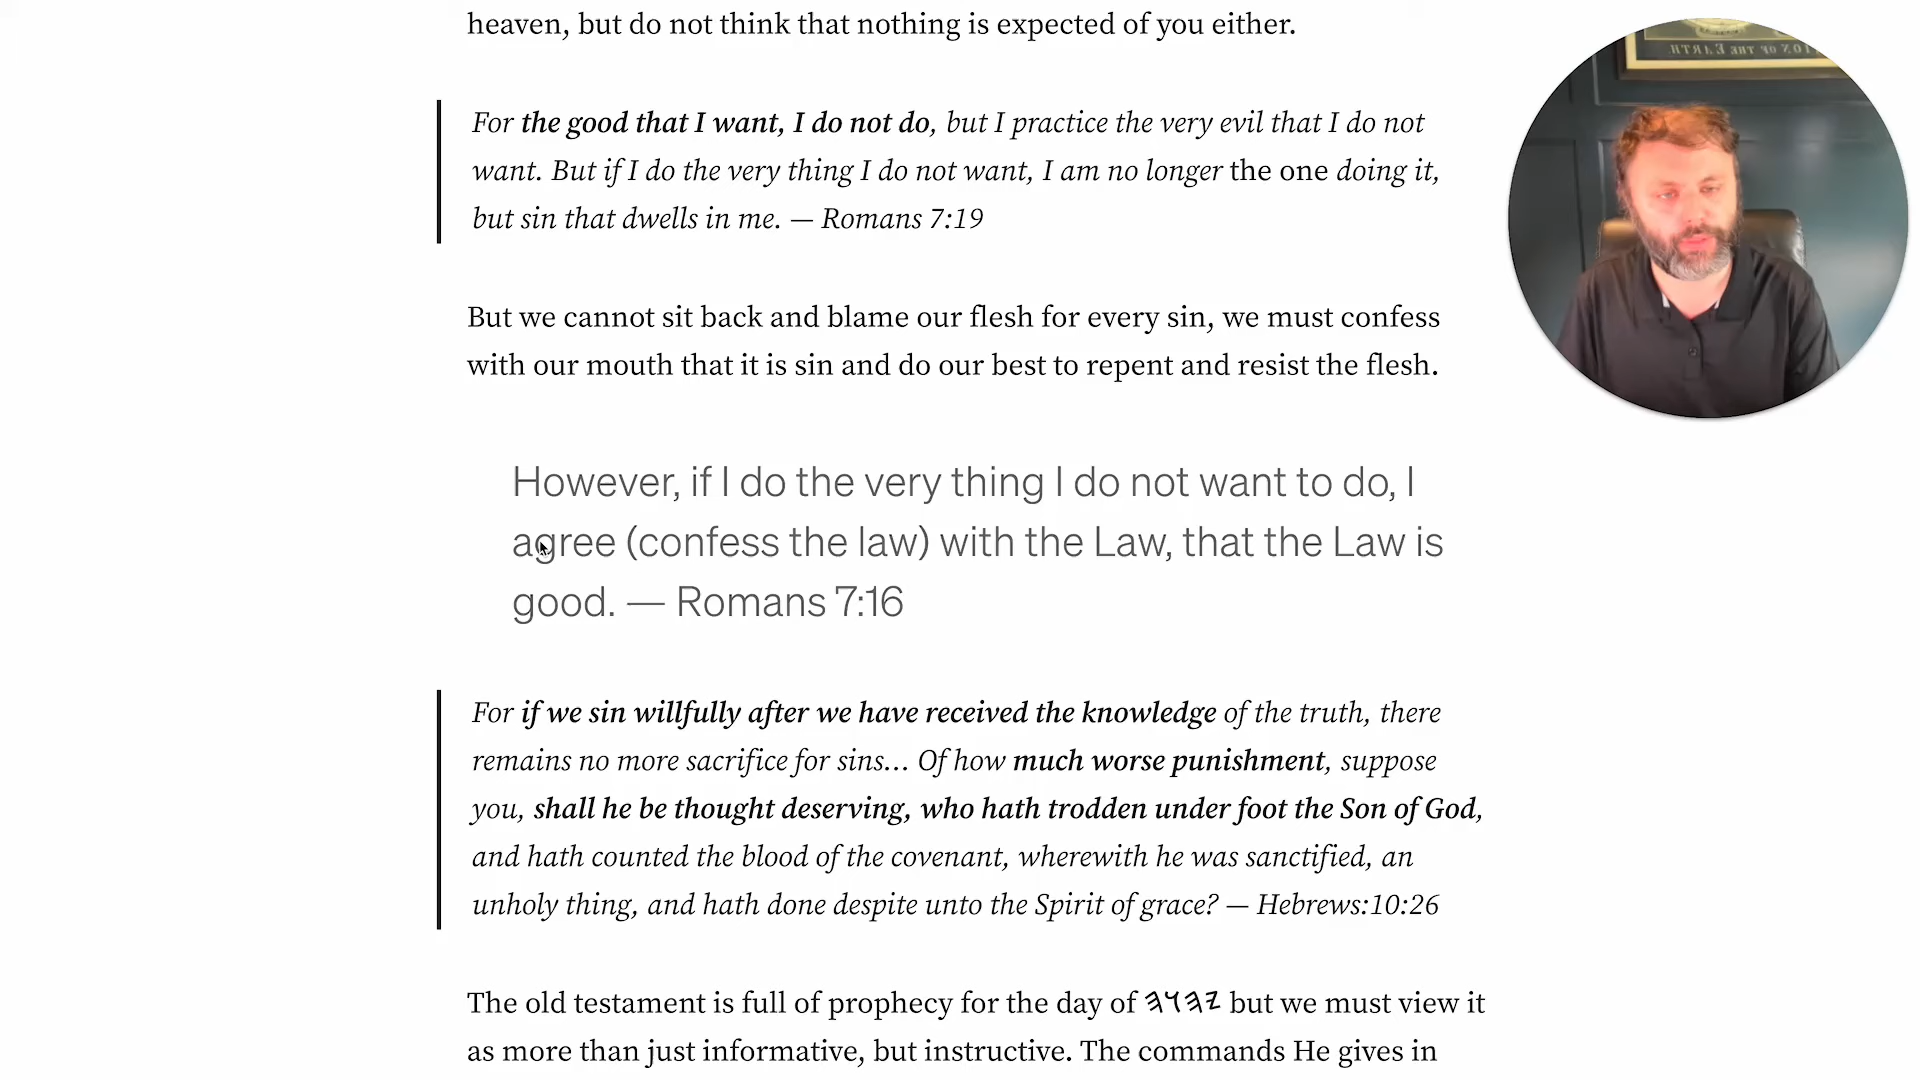 heaven, but do not think that nothing is expected of you either.
For the good that I want, I do not do, but I practice the very evil that I do not
want. But if I do the very thing I do not want, I am no longer the one doing it,
but sin that dwells in me. — Romans 7:19
But we cannot sit back and blame our flesh for every sin, we must confess
with our mouth that it is sin and do our best to repent and resist the flesh.
However, if I do the very thing I do not want to do, I
agree (confess the law) with the Law, that the Law is
good. — Romans 7:16
For if we sin willfully after we have received the knowledge of the truth, there
remains no more sacrifice for sins… Of how much worse punishment, suppose
you, shall he be thought deserving, who hath trodden under foot the Son of God,
and hath counted the blood of the covenant, wherewith he was sanctified, an
unholy thing, and hath done despite unto the Spirit of grace? — Hebrews:10:26
The old testament is full of prophecy for the day of 𐤉𐤄𐤅𐤄 but we must view it
as more than just informative, but instructive. The commands He gives in
OF THE EARTH